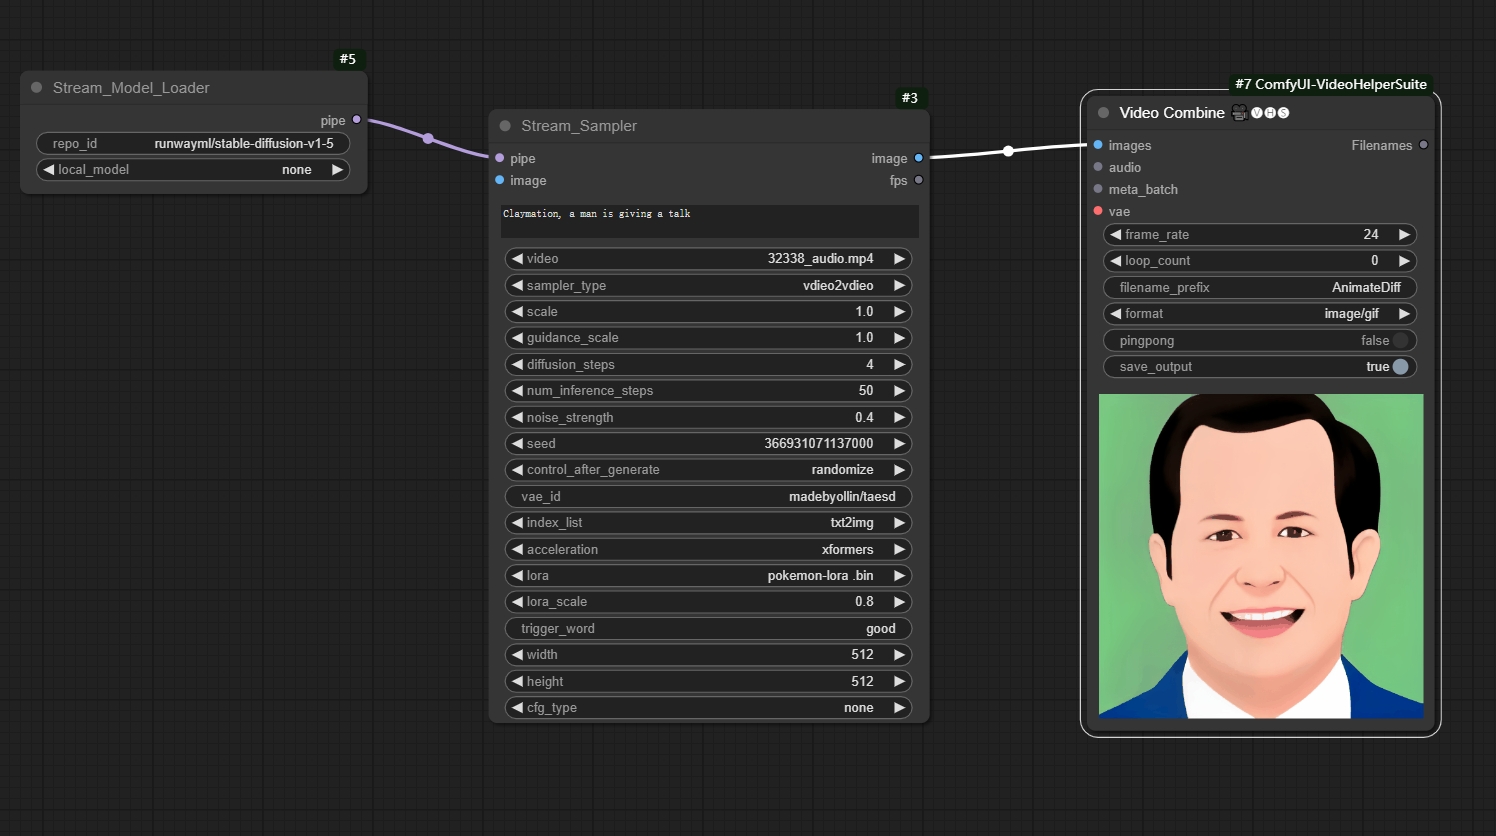 #5
Stream_Model_Loader
pipe
repo_id runwayml/stable-diffusion-v1-5
local_model none
#3
Stream_Sampler
pipe image
image fps
Claymation, a man is giving a talk
video 32338_audio.mp4
sampler_type vdieo2vdieo
scale 1.0
guidance_scale 1.0
diffusion_steps 4
num_inference_steps 50
noise_strength 0.4
seed 366931071137000
control_after_generate randomize
vae_id madebyollin/taesd
index_list txt2img
acceleration xformers
lora pokemon-lora .bin
lora_scale 0.8
trigger_word good
width 512
height 512
cfg_type none
#7 ComfyUI-VideoHelperSuite
Video Combine 🎥🅥🅗🅢
images Filenames
audio
meta_batch
vae
frame_rate 24
loop_count 0
filename_prefix AnimateDiff
format image/gif
pingpong false
save_output true